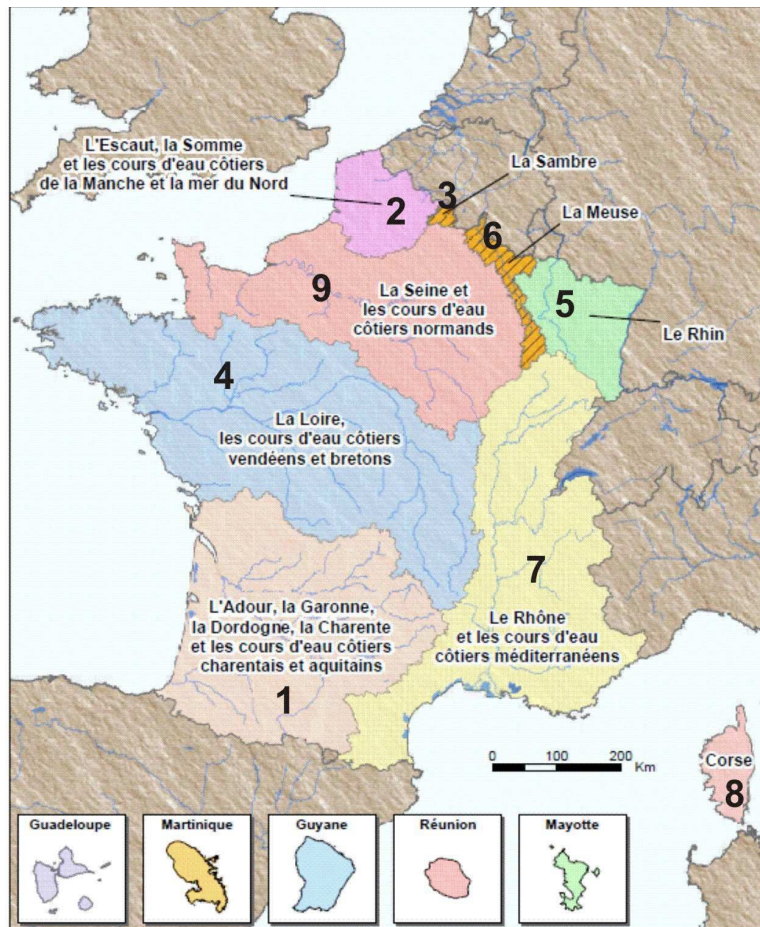 L'Escaut, la Somme
et les cours d'eau côtiers
de la Manche et la mer du Nord
2
3
La Sambre
6
La Meuse
9
La Seine et
les cours d'eau
côtiers normands
5
Le Rhin
4
La Loire,
les cours d'eau côtiers
vendéens et bretons
7
Le Rhône
et les cours d'eau
côtiers méditerranéens
L'Adour, la Garonne,
la Dordogne, la Charente
et les cours d'eau côtiers
charentais et aquitains
1
0 100 200
Km
Corse
8
Guadeloupe
Martinique
Guyane
Réunion
Mayotte